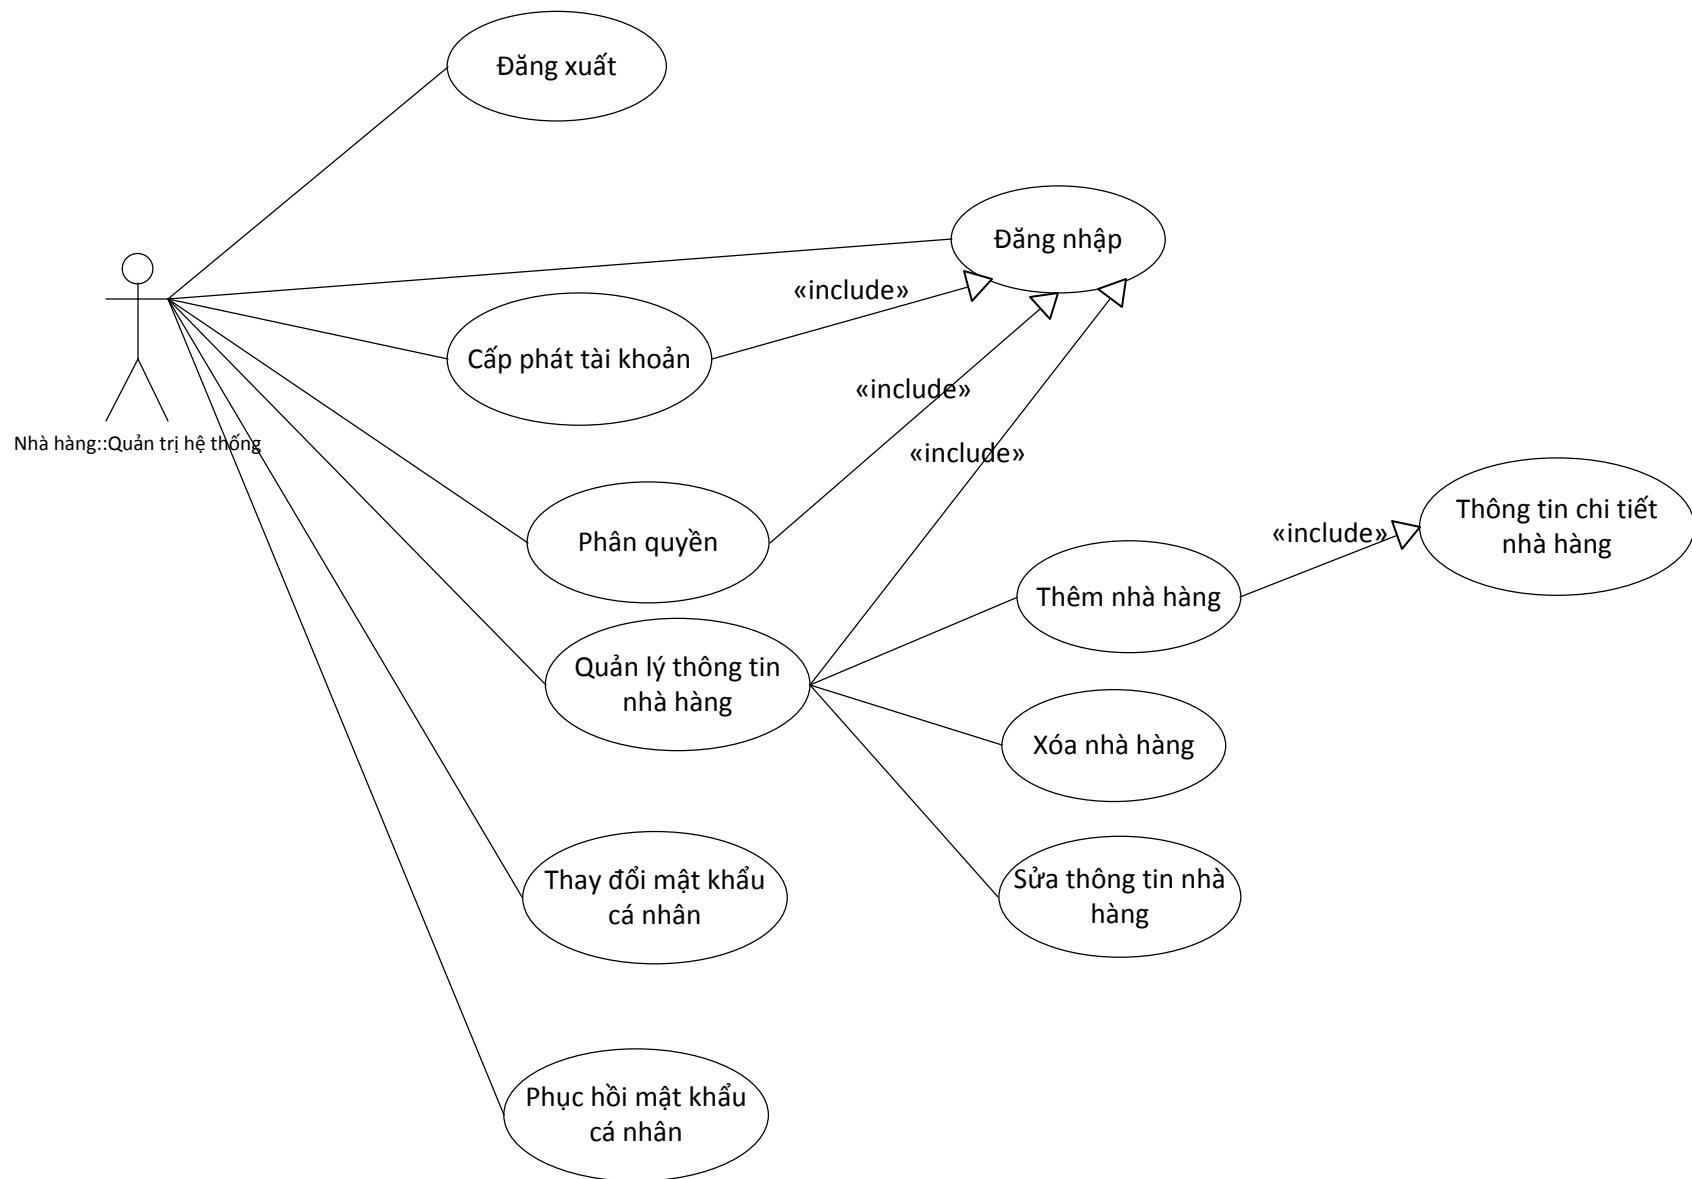 Đăng xuất
Đăng nhập
«include»
Cấp phát tài khoản
«include»
Nhà hàng::Quản trị hệ thống
«include»
Thông tin chi tiết
nhà hàng
«include»
Phân quyền
Thêm nhà hàng
Quản lý thông tin
nhà hàng
Xóa nhà hàng
Thay đổi mật khẩu
cá nhân
Sửa thông tin nhà
hàng
Phục hồi mật khẩu
cá nhân